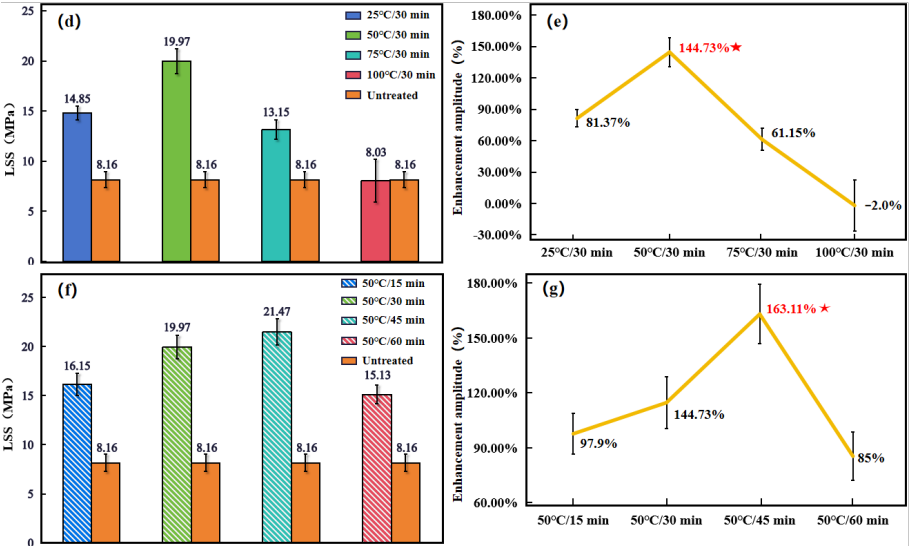 (d)
25
20
15
10
5
0
LSS (MPa)
25°C/30 min
50°C/30 min
75°C/30 min
100°C/30 min
Untreated
14.85
8.16
19.97
8.16
13.15
8.16
8.03
8.16
(e)
180.00%
150.00%
120.00%
90.00%
60.00%
30.00%
0.00%
-30.00%
Enhancement amplitude (%)
81.37%
144.73%★
61.15%
-2.0%
25°C/30 min 50°C/30 min 75°C/30 min 100°C/30 min
(f)
25
20
15
10
5
0
LSS (MPa)
50°C/15 min
50°C/30 min
50°C/45 min
50°C/60 min
Untreated
16.15
8.16
19.97
8.16
21.47
8.16
15.13
8.16
(g)
180.00%
150.00%
120.00%
90.00%
60.00%
Enhancement amplitude (%)
97.9%
144.73%
163.11%★
85%
50°C/15 min 50°C/30 min 50°C/45 min 50°C/60 min